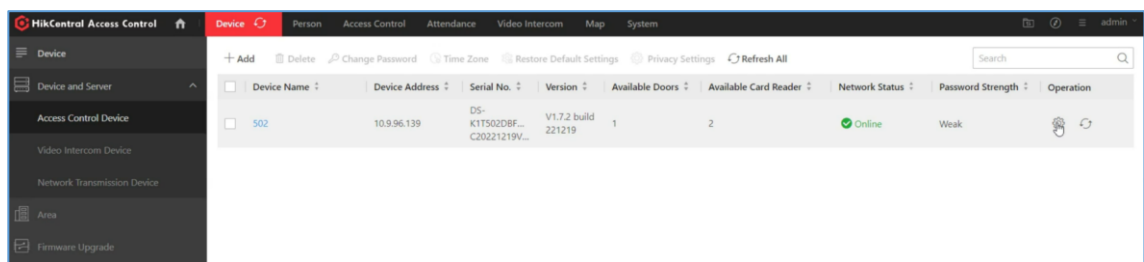 HikCentral Access Control Device Person Access Control Attendance Video Intercom Map System admin
Device
Device and Server
Access Control Device
Video Intercom Device
Network Transmission Device
Area
Firmware Upgrade
+ Add Delete Change Password Time Zone Restore Default Settings Privacy Settings Refresh All Search
Device Name Device Address Serial No. Version Available Doors Available Card Reader Network Status Password Strength Operation
502 10.9.96.139
DS-
K1T502DBF...
C20221219V...
V1.7.2 build
221219
1 2 Online Weak